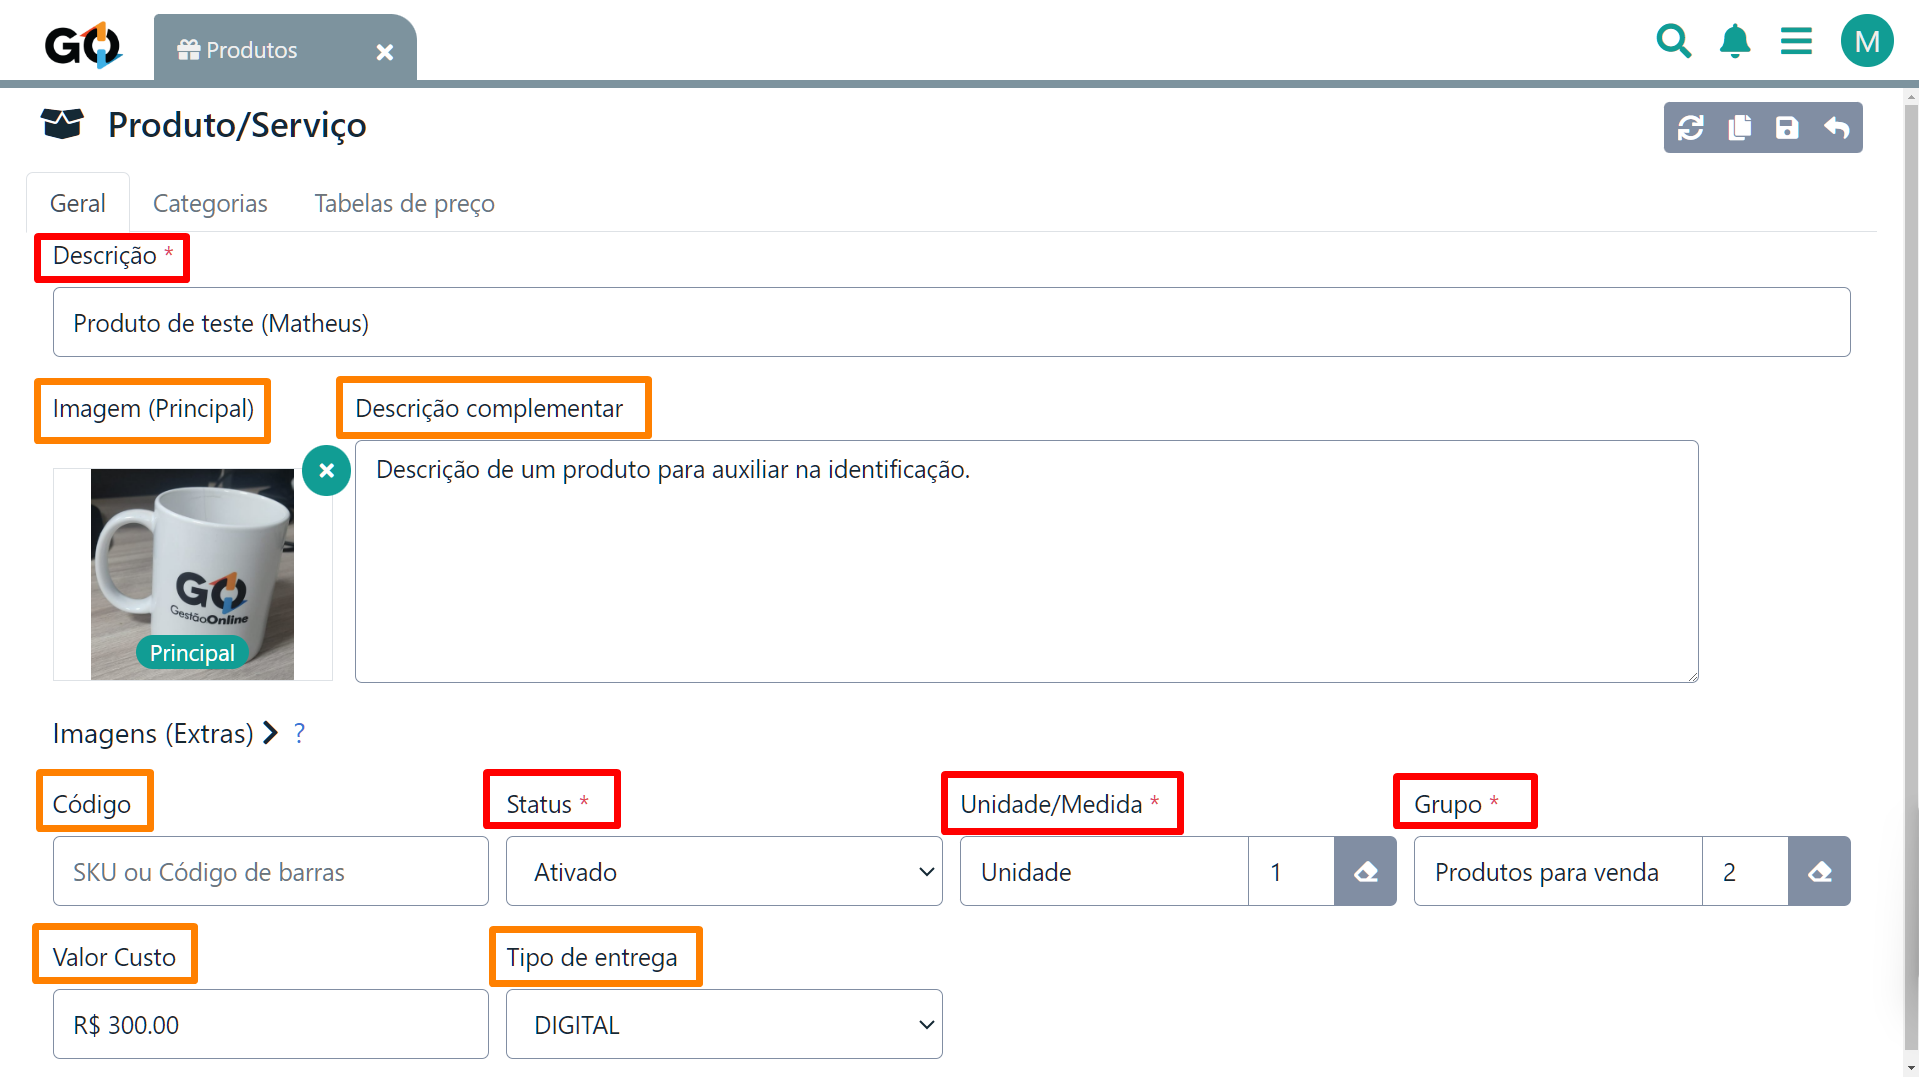 GO
Produtos
M
Produto/Serviço
Geral Categorias Tabelas de preço
Descrição *
Produto de teste (Matheus)
Imagem (Principal) Descrição complementar
Descrição de um produto para auxiliar na identificação.
GO
GestãoOnline
Principal
Imagens (Extras) ?
Código Status * Unidade/Medida * Grupo *
SKU ou Código de barras Ativado Unidade 1 Produtos para venda 2
Valor Custo Tipo de entrega
R$ 300.00 DIGITAL